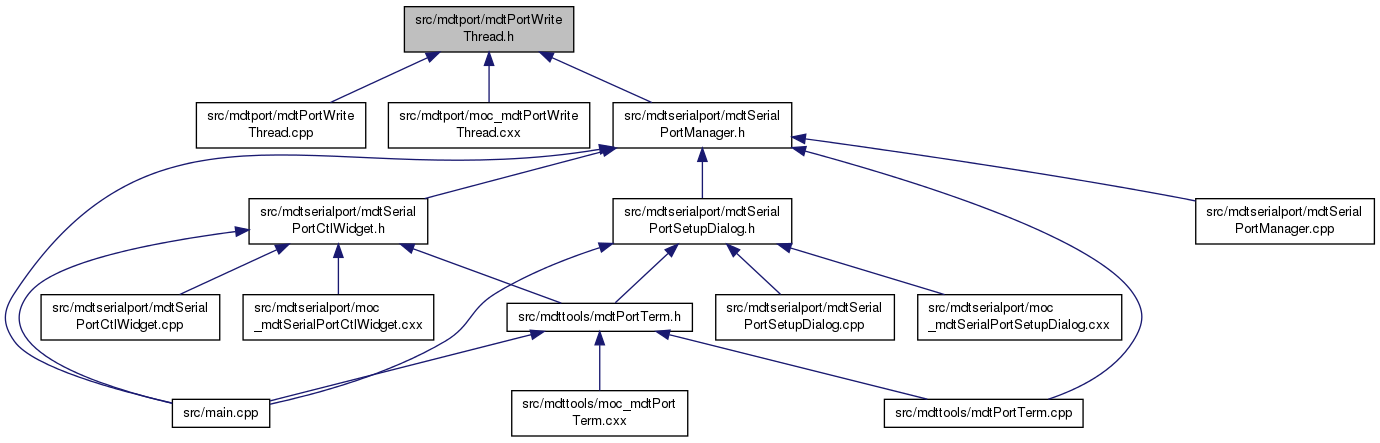 src/mdtport/mdtPortWrite
Thread.h
src/mdtport/mdtPortWrite
Thread.cpp
src/mdtport/moc_mdtPortWrite
Thread.cxx
src/mdtserialport/mdtSerial
PortManager.h
src/mdtserialport/mdtSerial
PortCtlWidget.h
src/mdtserialport/mdtSerial
PortSetupDialog.h
src/mdtserialport/mdtSerial
PortManager.cpp
src/mdtserialport/mdtSerial
PortCtlWidget.cpp
src/mdtserialport/moc
_mdtSerialPortCtlWidget.cxx
src/mdttools/mdtPortTerm.h
src/mdtserialport/mdtSerial
PortSetupDialog.cpp
src/mdtserialport/moc
_mdtSerialPortSetupDialog.cxx
src/main.cpp
src/mdttools/moc_mdtPort
Term.cxx
src/mdttools/mdtPortTerm.cpp